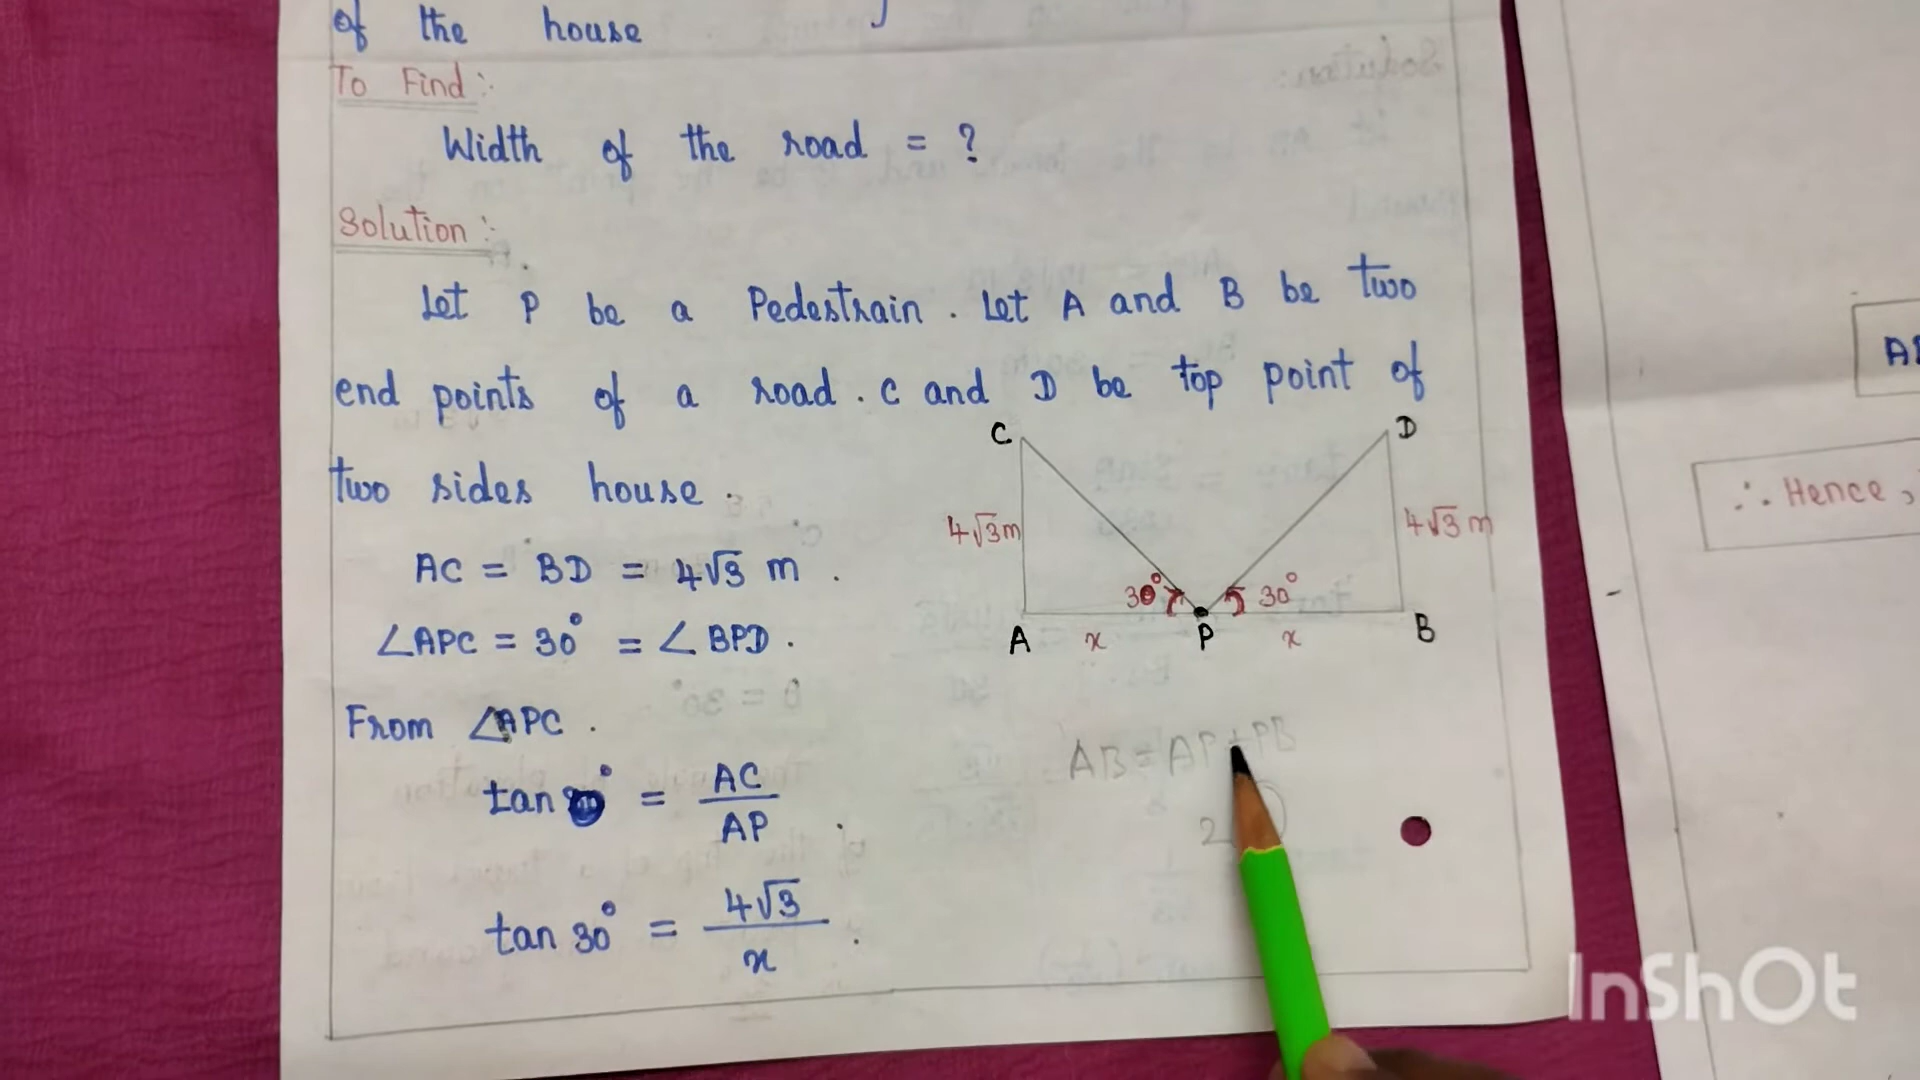 of the house
To Find:
Width of the road = ?
Solution:
Let P be a Pedestrain. Let A and B be two
end points of a road. C and D be top point of
two sides house.
C D
4√3m 4√3m
30° 30°
A x P x B
AC = BD = 4√3 m.
∠APC = 30° = ∠BPD.
From ∠APC.
tan = AC/AP.
tan 30° = 4√3/x.
AB = AP+PB
2
∴ Hence,
InShOt